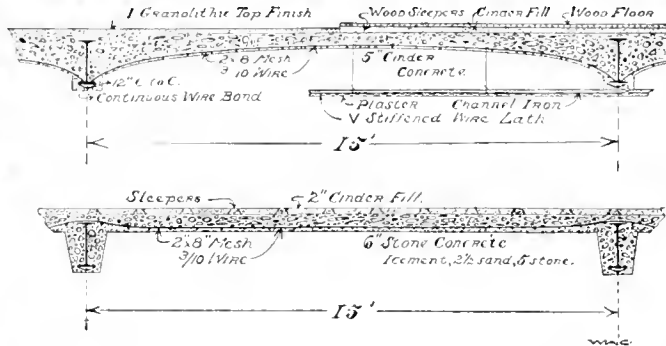 1 Granolithic Top Finish
Wood Sleepers Cinder Fill Wood Floor
2"x 8 Mesh
3/10 Wire
5" Cinder
Concrete.
12" C to C.
Continuous Wire Bond
Plaster Channel Iron
V Stiffened Wire Lath
15'
Sleepers 2" Cinder Fill.
2"x8" Mesh
3/10 Wire
6" Stone Concrete
1 cement, 2½ sand, 5 stone.
15'